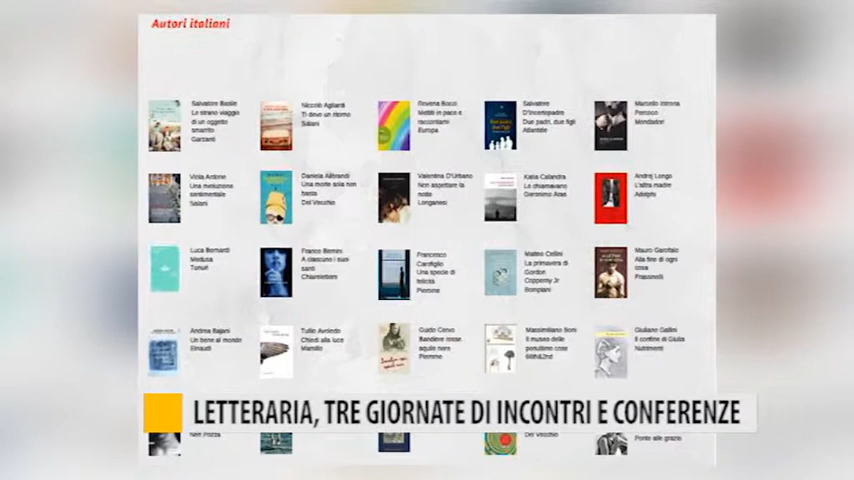 Autori italiani
Salvatore Basile
Lo strano viaggio
di un oggetto
smarrito
Garzanti
Niccolò Agliardi
Ti devo un ritorno
Salani
Rovena Bocci
Mettiti in pace e
raccontami
Europa
Salvatore
D'Incertopadre
Due padri, due figli
Atlantide
Marcello Introna
Percoco
Mondadori
Viola Ardone
Una rivoluzione
sentimentale
Salani
Daniela Alibrandi
Una morte sola non
basta
Del Vecchio
Valentina D'Urbano
Non aspettare la
notte
Longanesi
Katia Calandra
Lo chiamavano
Geronimo
Andrej Longo
L'altra madre
Adelphi
Luca Bernardi
Medusa
Tunué
Franco Bernini
A ciascuno i suoi
santi
Chiarelettere
Francesco
Carofiglio
Una specie di
felicità
Piemme
Matteo Cellini
La primavera di
Gordon
Copperny Jr
Bompiani
Mauro Garofalo
Alla fine di ogni
cosa
Frassinelli
Andrea Bajani
Un bene al mondo
Einaudi
Tullio Avoledo
Chiedi alla luce
Marsilio
Guido Cervo
Bandiere rosse
aquile nere
Piemme
Massimiliano Boni
Il museo delle
penultime cose
66th&2nd
Giuliano Gallini
Il confine di Giulia
Nutrimenti
LETTERARIA, TRE GIORNATE DI INCONTRI E CONFERENZE
Neri Pozza
Del Vecchio
Ponte alle grazie